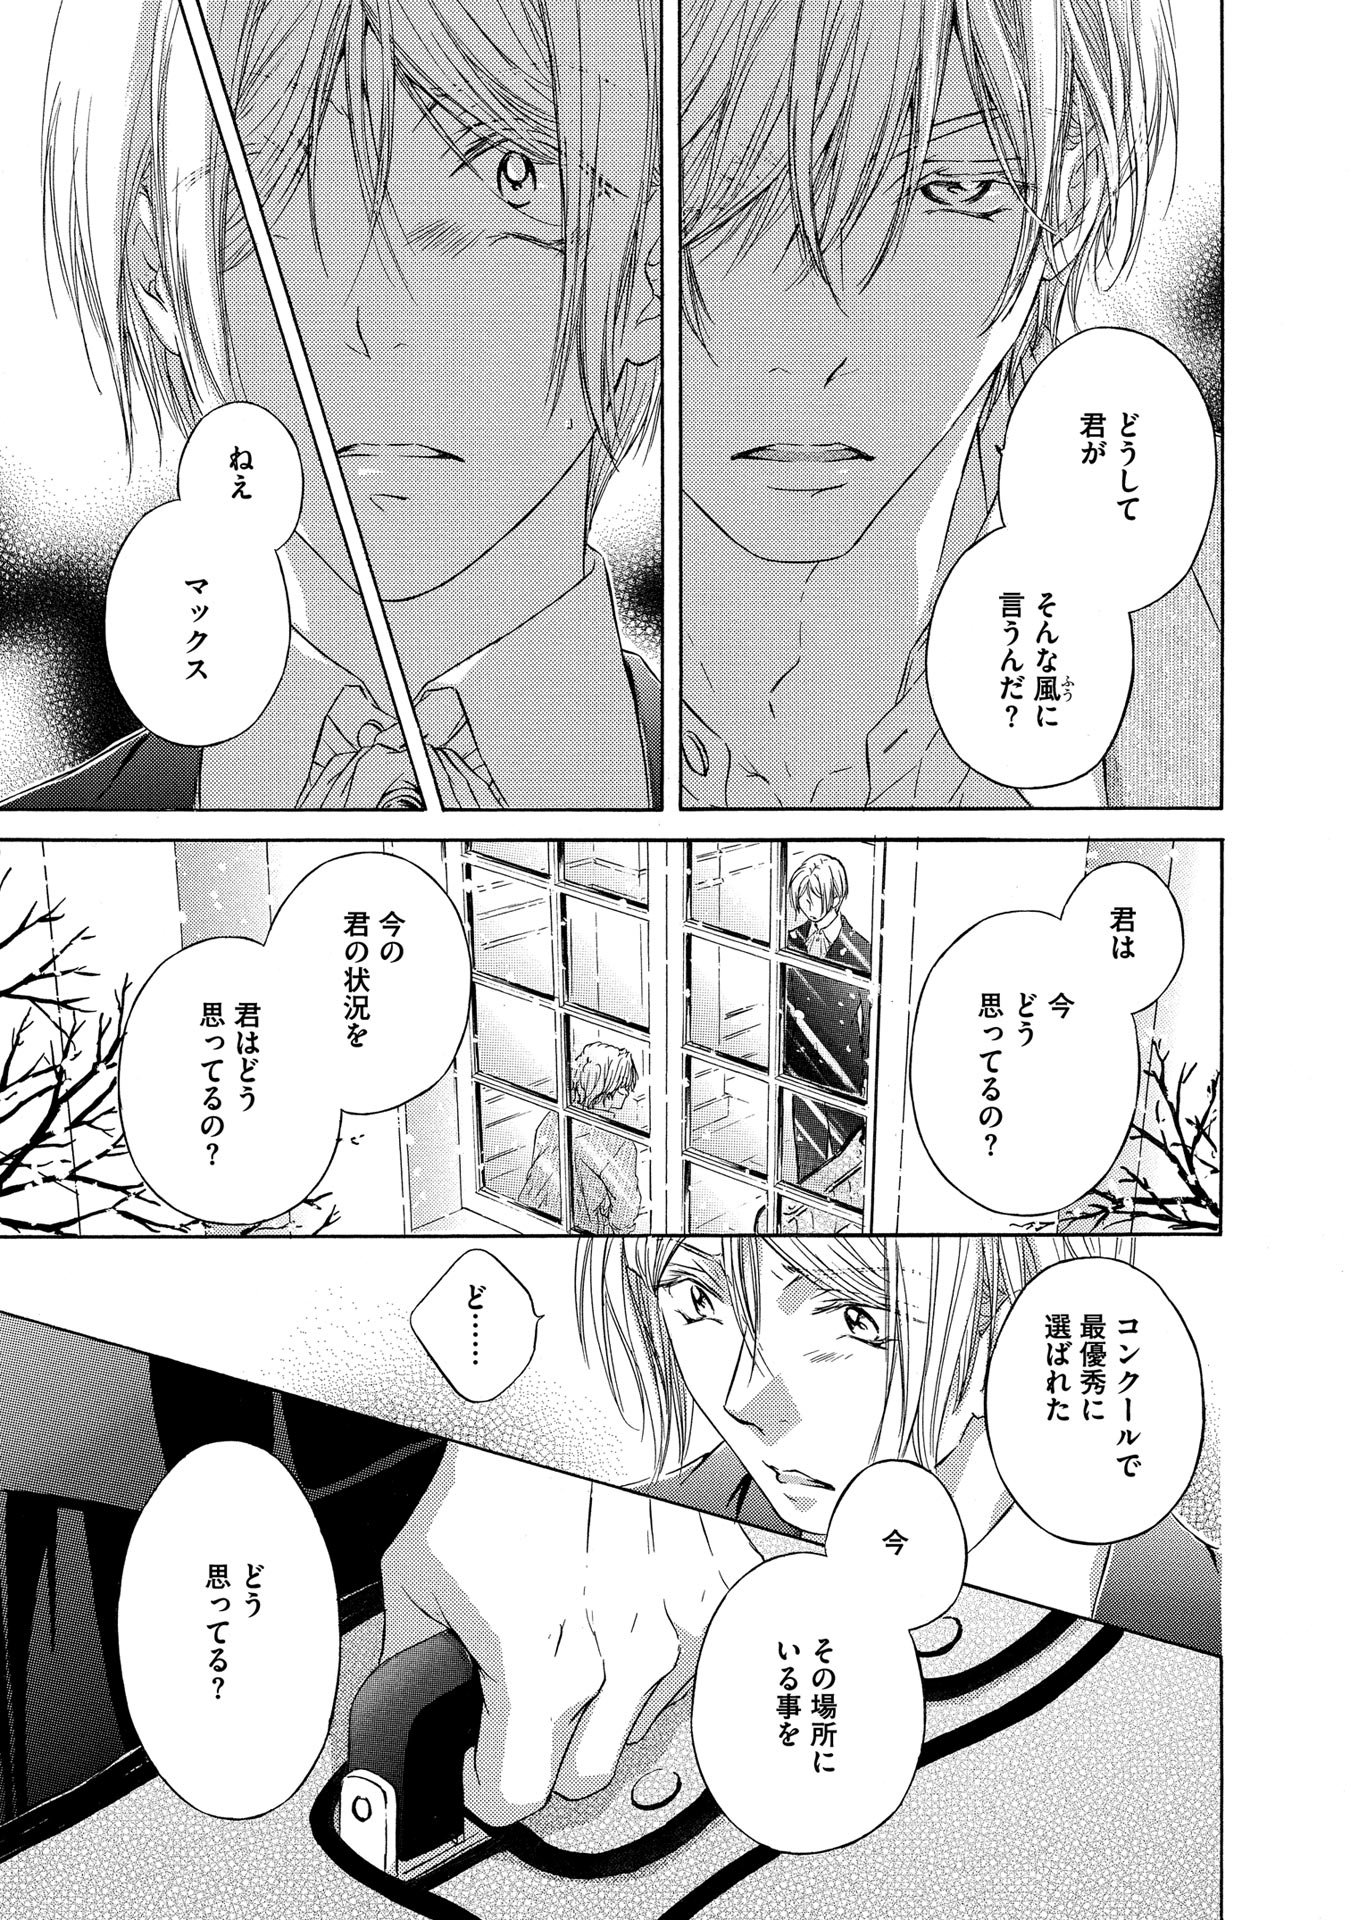 どうして
君が
そんな風に
ふう
言うんだ？
ねえ
マックス
君は
今
どう
思ってるの？
今の
君の状況を
君はどう
思ってるの？
コンクールで
最優秀に
選ばれた
ど……
今
その場所に
いる事を
どう
思ってる？